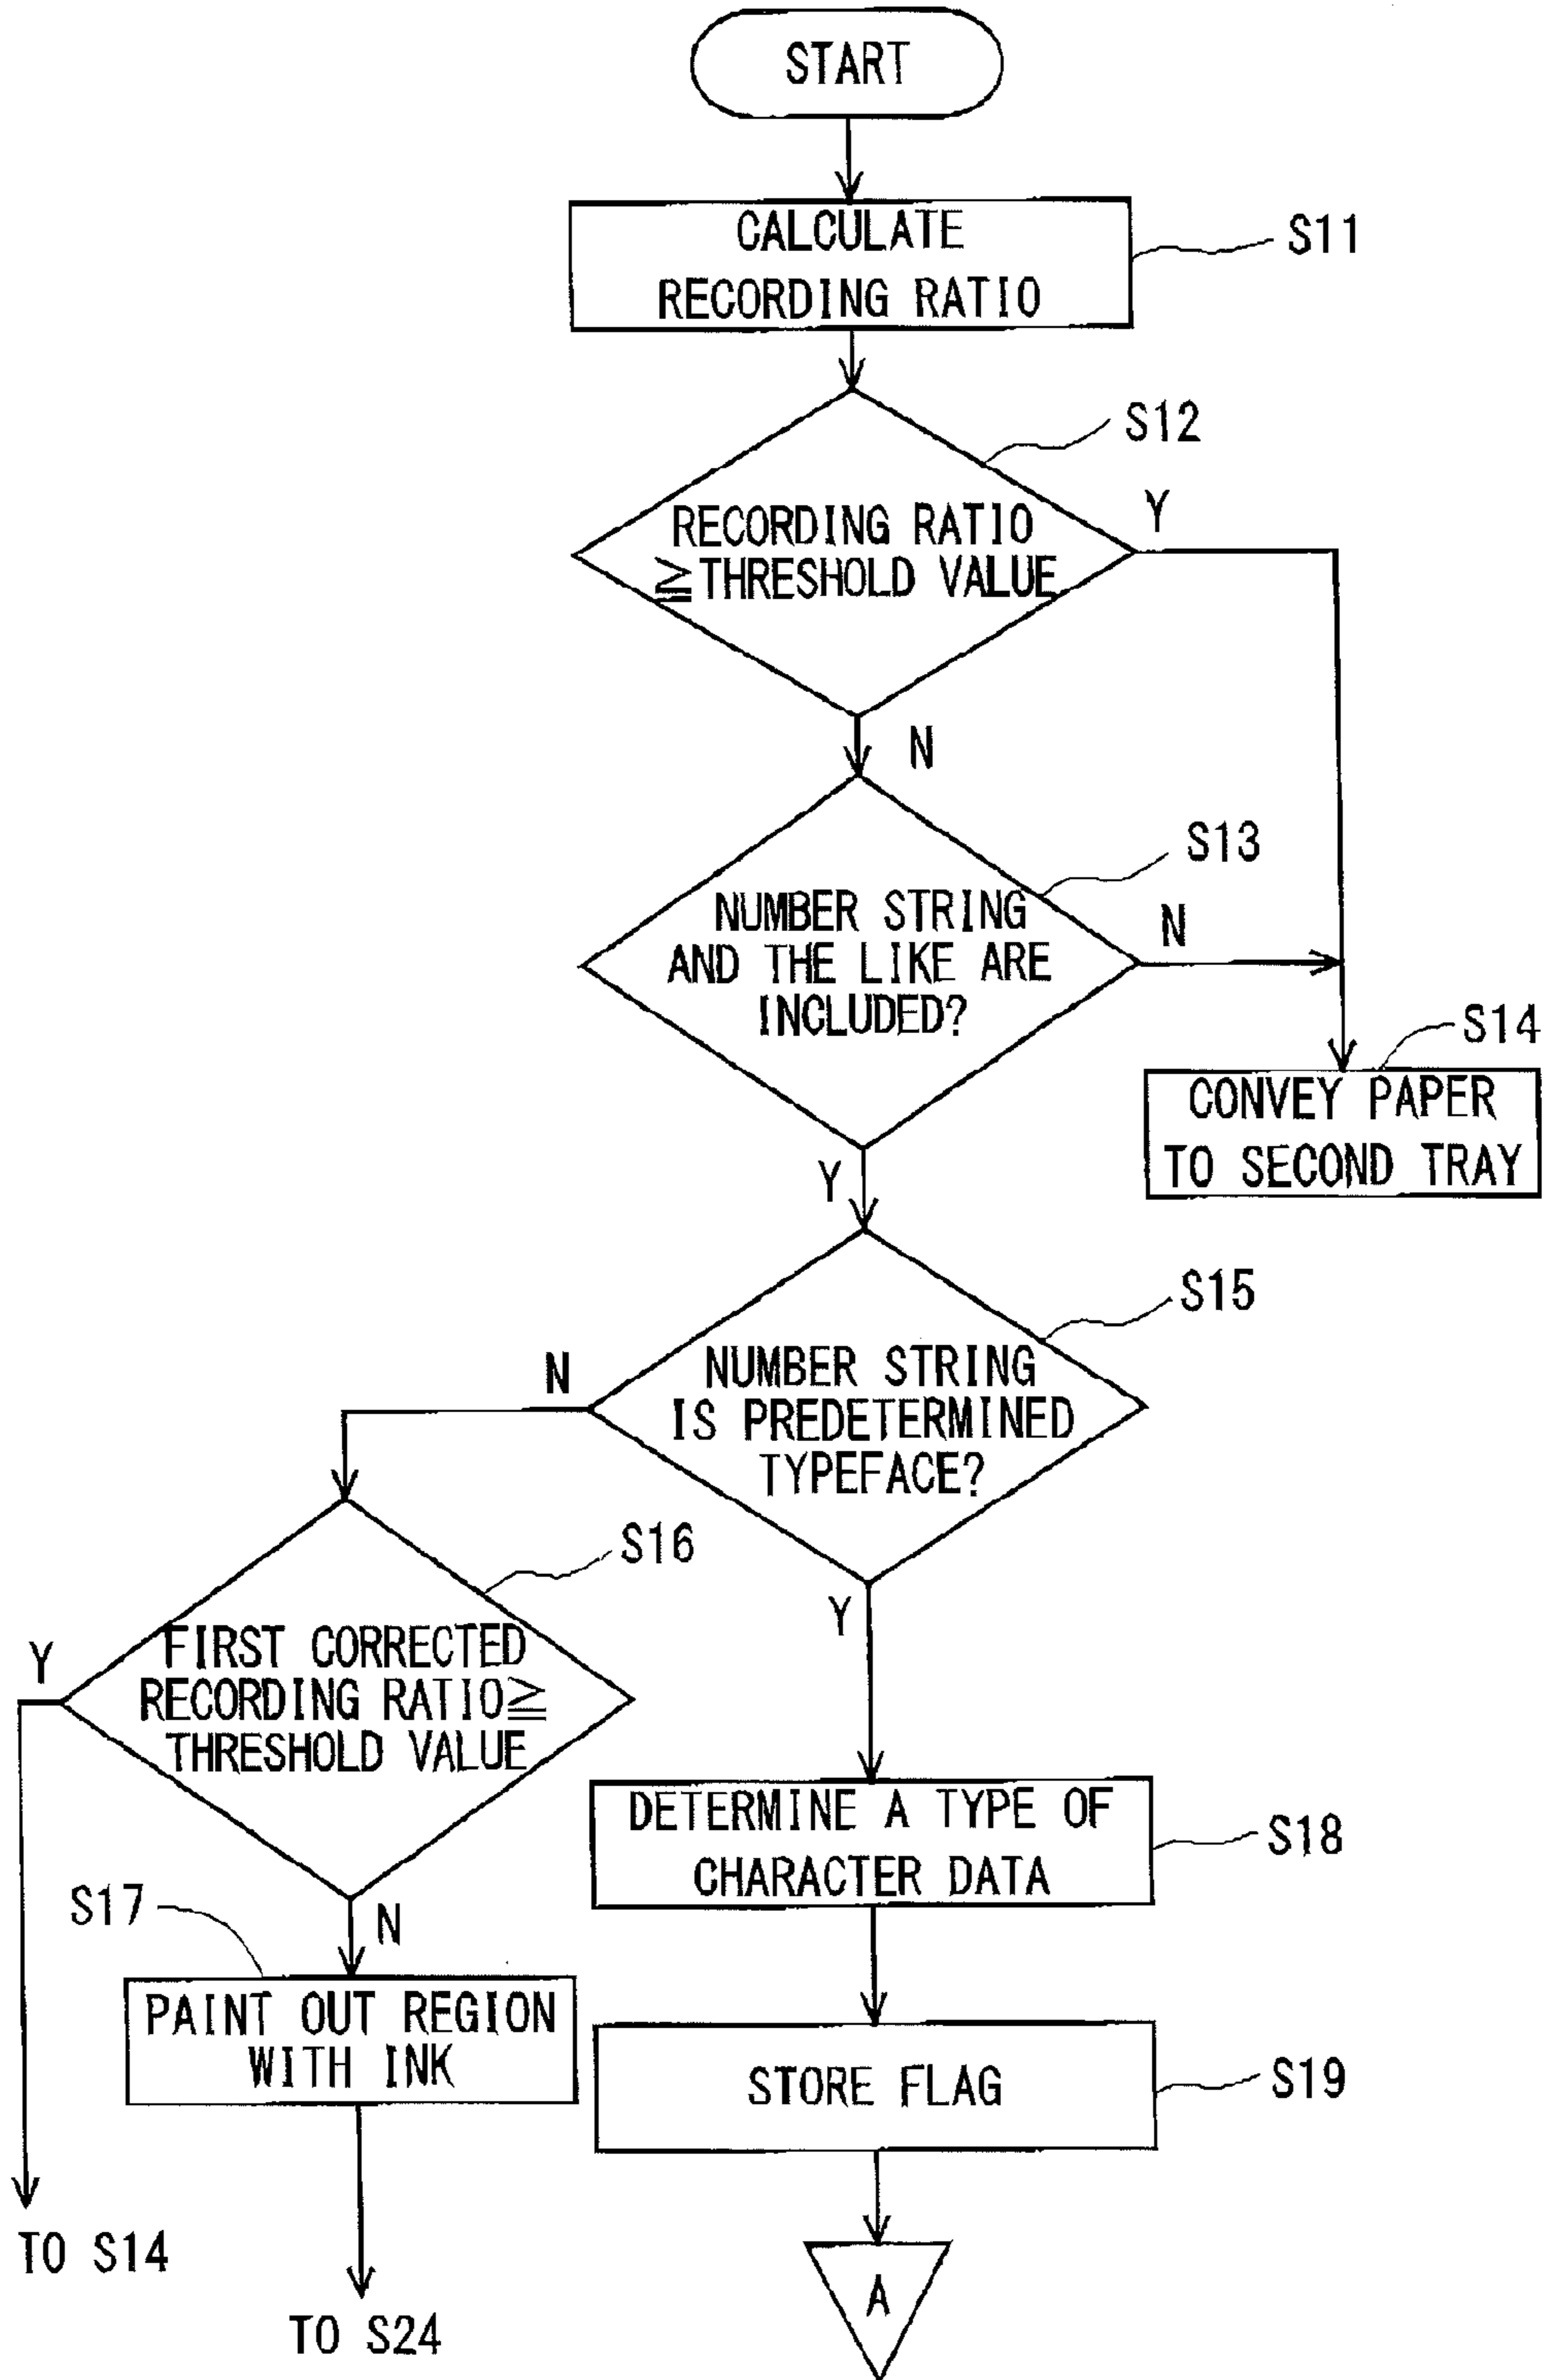 START
CALCULATE
RECORDING RATIO
S11
S12
RECORDING RATIO
≧THRESHOLD VALUE
Y
N
S13
NUMBER STRING
AND THE LIKE ARE
INCLUDED?
N
S14
CONVEY PAPER
TO SECOND TRAY
Y
S15
NUMBER STRING
IS PREDETERMINED
TYPEFACE?
N
S16
Y
FIRST CORRECTED
RECORDING RATIO≧
THRESHOLD VALUE
Y
DETERMINE A TYPE OF
CHARACTER DATA
S18
S17
N
PAINT OUT REGION
WITH INK
STORE FLAG
S19
TO S14
TO S24
A